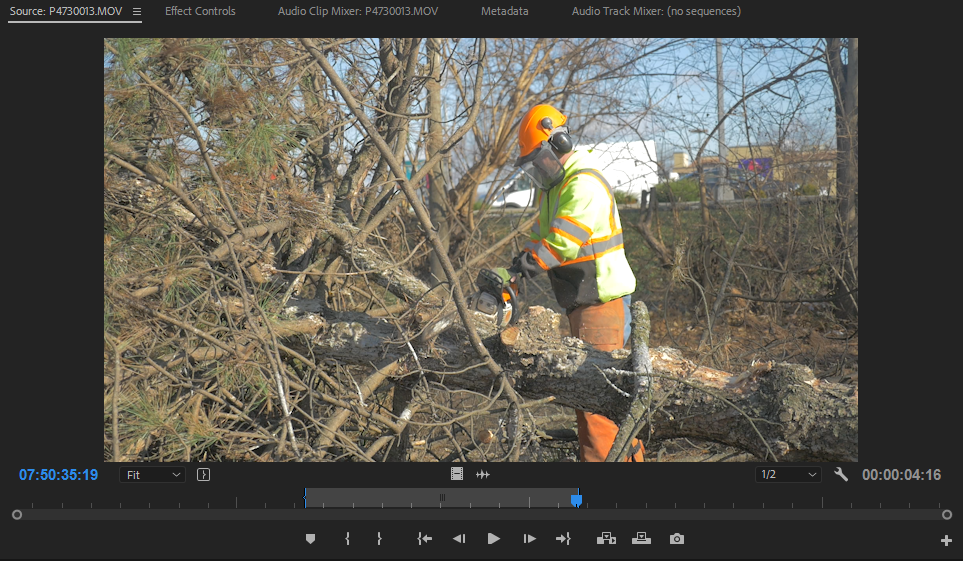 Source: P4730013.MOV
Effect Controls
Audio Clip Mixer: P4730013.MOV
Metadata
Audio Track Mixer: (no sequences)
07:50:35:19
Fit
1/2
00:00:04:16